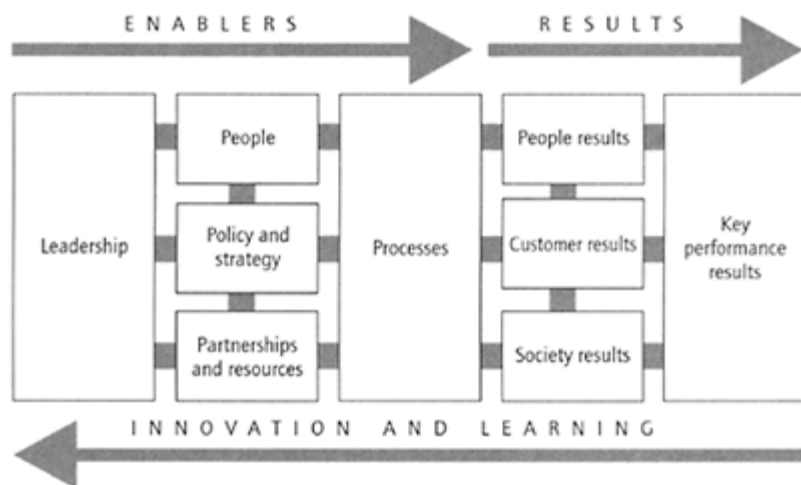 ENABLERS
RESULTS
Leadership
People
Policy and
strategy
Partnerships
and resources
Processes
People results
Customer results
Society results
Key
performance
results
INNOVATION AND LEARNING